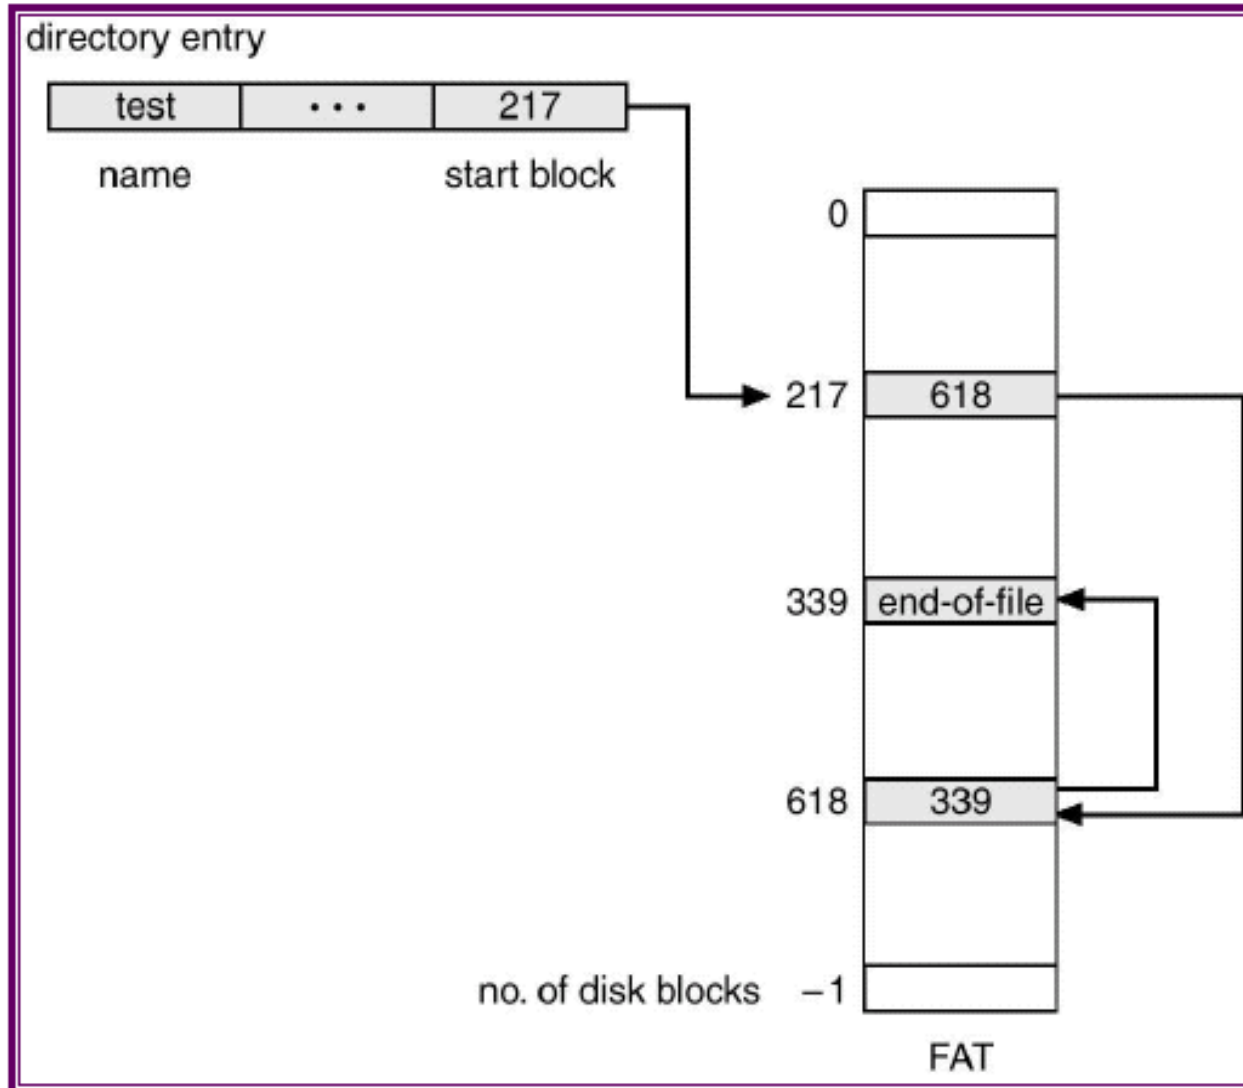 directory entry
test ... 217
name start block
0
217 618
339 end-of-file
618 339
no. of disk blocks –1
FAT